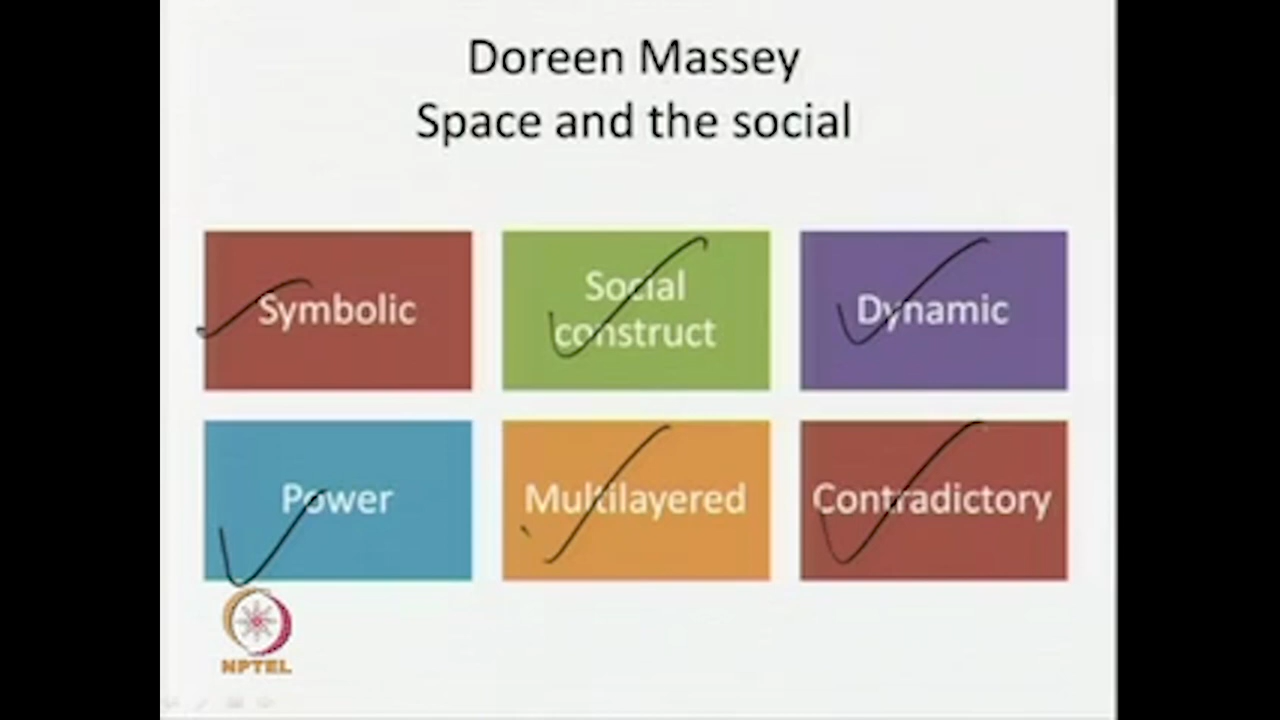 Doreen Massey
Space and the social
Symbolic
Social
construct
Dynamic
Power
Multilayered
Contradictory
NPTEL